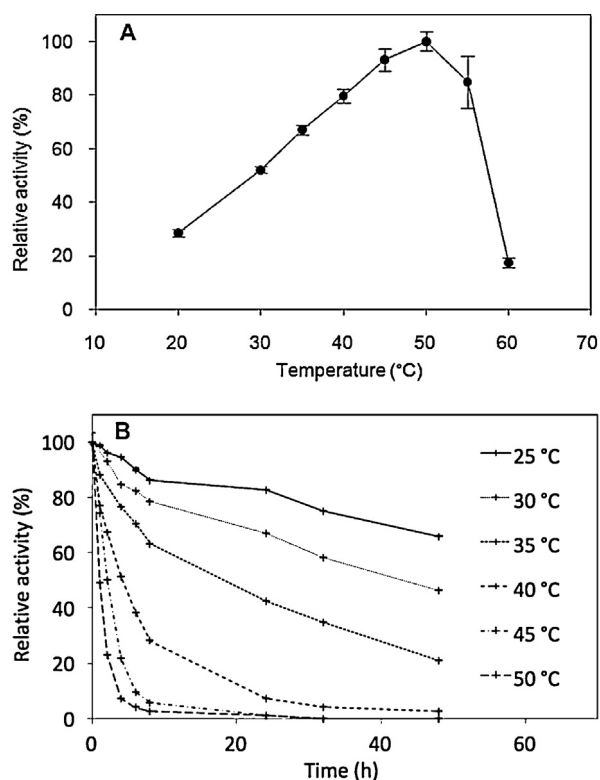 A
Relative activity (%)
100
80
60
40
20
0
10 20 30 40 50 60 70
Temperature (°C)
B
Relative activity (%)
100
80
60
40
20
0
25 °C
30 °C
35 °C
40 °C
45 °C
50 °C
0 20 40 60
Time (h)